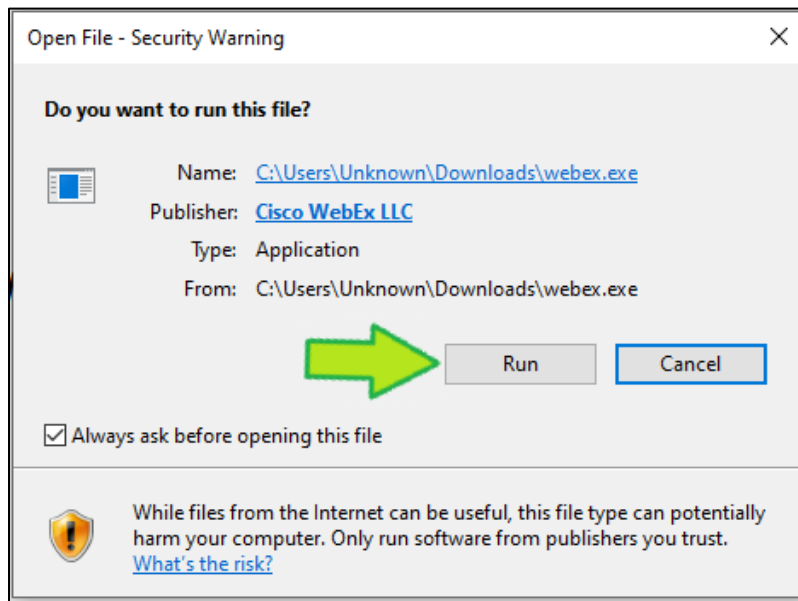 Open File - Security Warning
Do you want to run this file?
Name: C:\Users\Unknown\Downloads\webex.exe
Publisher: Cisco WebEx LLC
Type: Application
From: C:\Users\Unknown\Downloads\webex.exe
Run Cancel
Always ask before opening this file
While files from the Internet can be useful, this file type can potentially
harm your computer. Only run software from publishers you trust.
What's the risk?